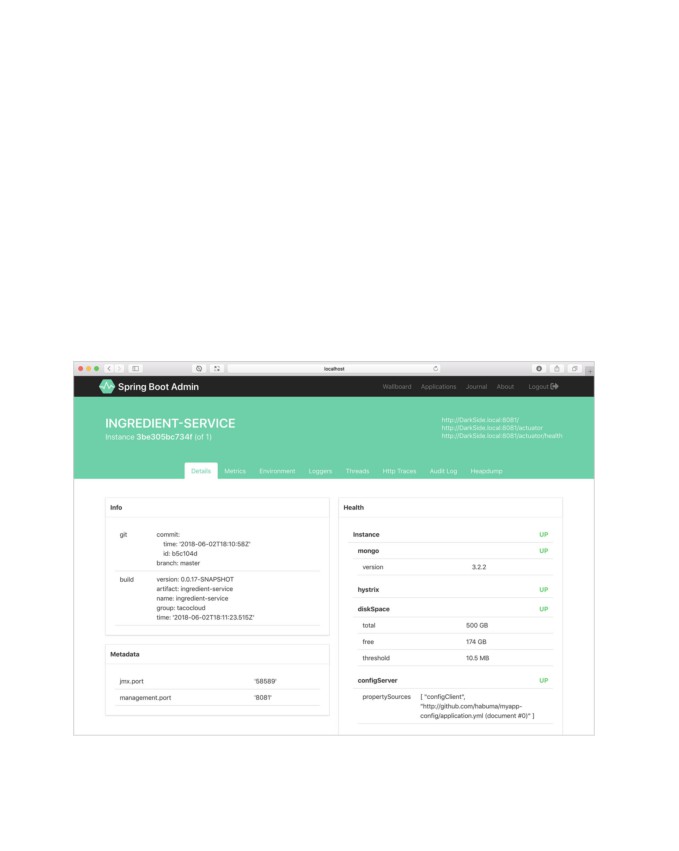 localhost
Spring Boot Admin
Wallboard Applications Journal About Logout
INGREDIENT-SERVICE
Instance 3be305bc734f (of 1)
http://DarkSide.local:8081/
http://DarkSide.local:8081/actuator
http://DarkSide.local:8081/actuator/health
Details Metrics Environment Loggers Threads Http Traces Audit Log Heapdump
Info
git commit:
time: '2018-06-02T18:10:58Z'
id: b5c104d
branch: master
build version: 0.0.17-SNAPSHOT
artifact: ingredient-service
name: ingredient-service
group: tacocloud
time: '2018-06-02T18:11:23.515Z'
Metadata
jmx.port '58589'
management.port '8081'
Health
Instance UP
mongo UP
version 3.2.2
hystrix UP
diskSpace UP
total 500 GB
free 174 GB
threshold 10.5 MB
configServer UP
propertySources [ "configClient",
"http://github.com/habuma/myapp-
config/application.yml (document #0)" ]